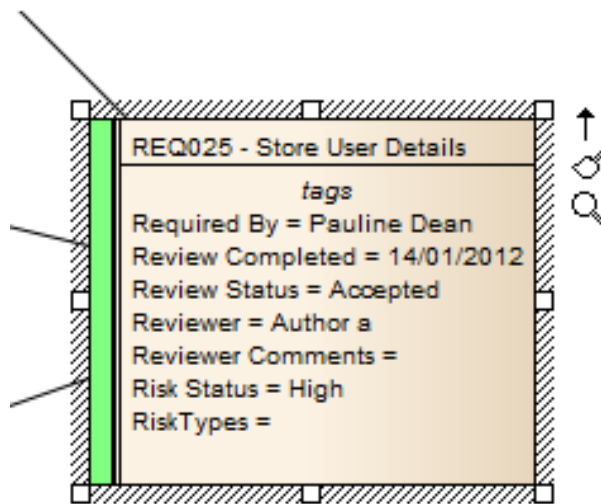 REQ025 - Store User Details
tags
Required By = Pauline Dean
Review Completed = 14/01/2012
Review Status = Accepted
Reviewer = Author a
Reviewer Comments =
Risk Status = High
RiskTypes =